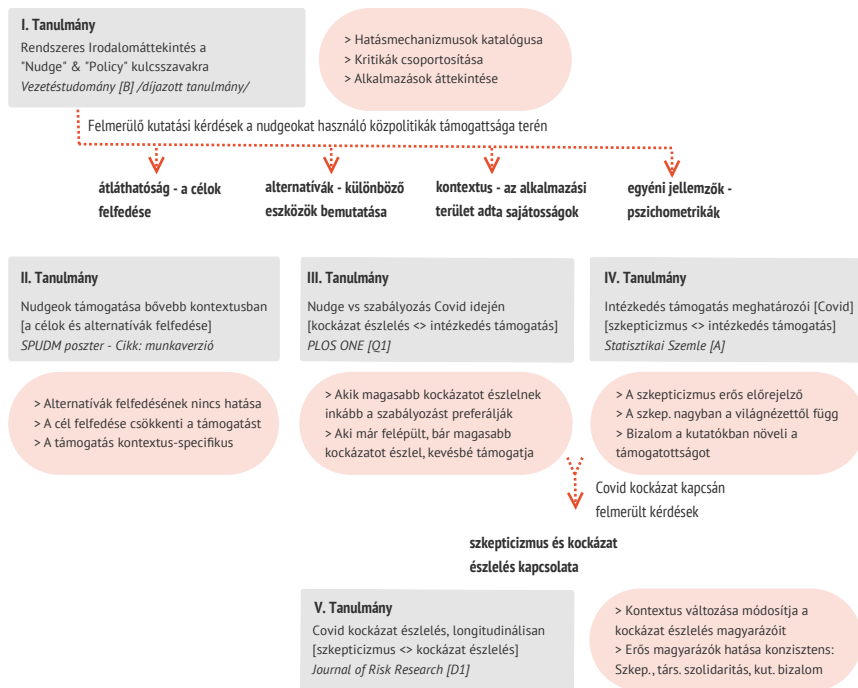 I. Tanulmány
Rendszeres Irodalomáttekintés a
"Nudge" & "Policy" kulcsszavakra
Vezetéstudomány [B] /díjazott tanulmány/
> Hatásmechanizmusok katalógusa
> Kritikák csoportosítása
> Alkalmazások áttekintése
Felmerülő kutatási kérdések a nudgeokat használó közpolitikák támogattsága terén
átláthatóság - a célok
felfedése
alternatívák - különböző
eszközök bemutatása
kontextus - az alkalmazási
terület adta sajátosságok
egyéni jellemzők -
pszichometrikák
II. Tanulmány
Nudgeok támogatása bővebb kontextusban
[a célok és alternatívák felfedése]
SPUDM poszter - Cikk: munkaverzió
III. Tanulmány
Nudge vs szabályozás Covid idején
[kockázat észlelés <> intézkedés támogatás]
PLOS ONE [Q1]
IV. Tanulmány
Intézkedés támogatás meghatározói [Covid]
[szkepticizmus <> intézkedés támogatás]
Statisztikai Szemle [A]
> Alternatívák felfedésének nincs hatása
> A cél felfedése csökkenti a támogatást
> A támogatás kontextus-specifikus
> Akik magasabb kockázatot észlelnek
inkább a szabályozást preferálják
> Aki már felépült, bár magasabb
kockázatot észlel, kevésbé támogatja
> A szkepticizmus erős előrejelző
> A szkep. nagyban a világnézettől függ
> Bizalom a kutatókban növeli a
támogatottságot
Covid kockázat kapcsán
felmerült kérdések
szkepticizmus és kockázat
észlelés kapcsolata
V. Tanulmány
Covid kockázat észlelés, longitudinálisan
[szkepticizmus <> kockázat észlelés]
Journal of Risk Research [D1]
> Kontextus változása módosítja a
kockázat észlelés magyarázóit
> Erős magyarázók hatása konzisztens:
Szkep., társ. szolidaritás, kut. bizalom